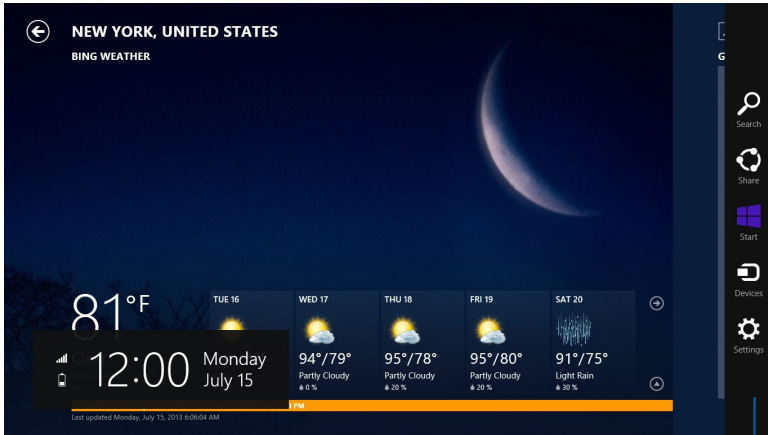 NEW YORK, UNITED STATES
BING WEATHER
G
Search
Share
Start
Devices
Settings
81°F
TUE 16
WED 17
94°/79°
Partly Cloudy
0 %
THU 18
95°/78°
Partly Cloudy
20 %
FRI 19
95°/80°
Partly Cloudy
20 %
SAT 20
91°/75°
Light Rain
30 %
12:00
Monday
July 15
PM
Last updated Monday, July 15, 2013 6:06:04 AM